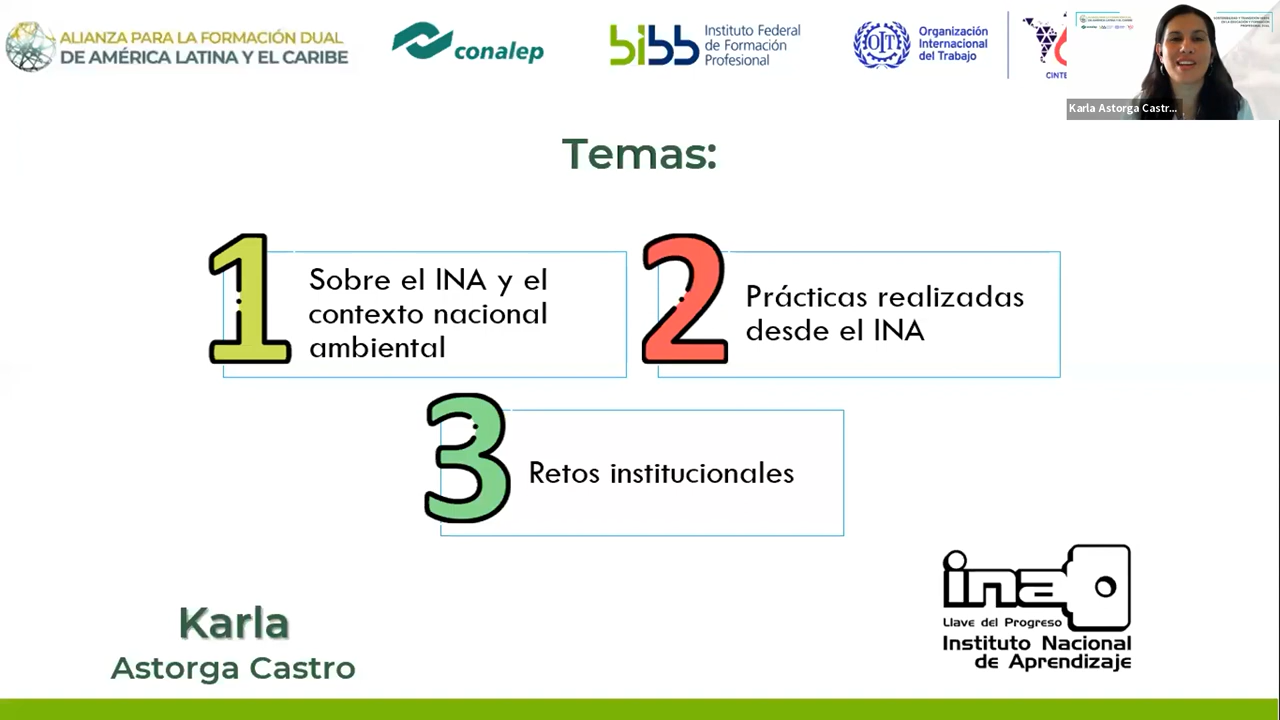 ALIANZA PARA LA FORMACIÓN DUAL
DE AMÉRICA LATINA Y EL CARIBE
conalep
bibb
Instituto Federal
de Formación
Profesional
OIT
Organización
Internacional
del Trabajo
CINTE
Karla Astorga Castr...
Temas:
1
Sobre el INA y el
contexto nacional
ambiental
2
Prácticas realizadas
desde el INA
3
Retos institucionales
ina
Llave del Progreso
Instituto Nacional
de Aprendizaje
Karla
Astorga Castro